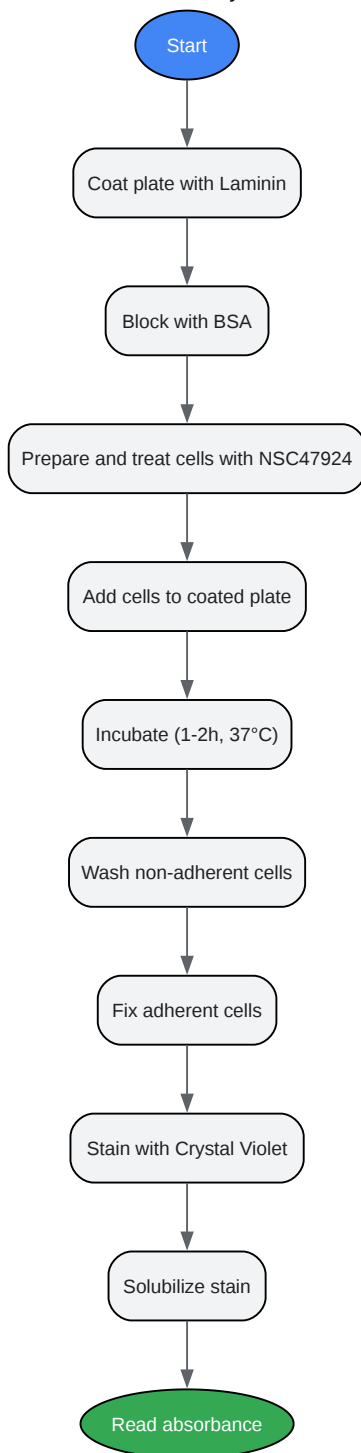 Start
Coat plate with Laminin
Block with BSA
Prepare and treat cells with NSC47924
Add cells to coated plate
Incubate (1-2h, 37°C)
Wash non-adherent cells
Fix adherent cells
Stain with Crystal Violet
Solubilize stain
Read absorbance